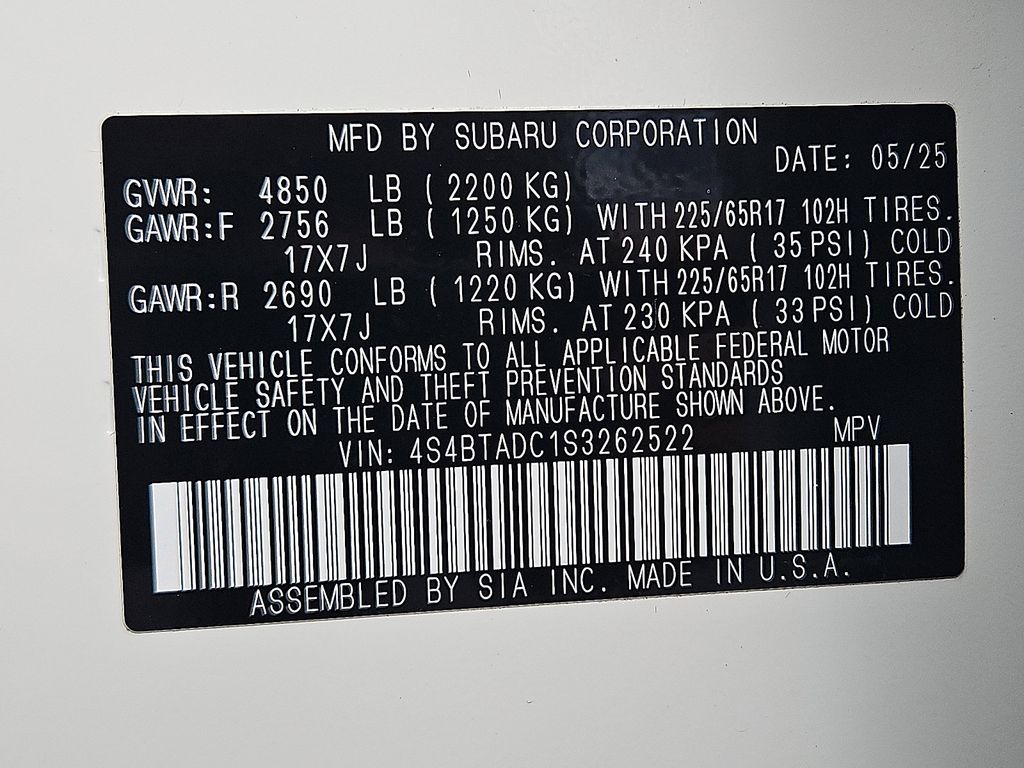 MFD BY SUBARU CORPORATION
DATE: 05/25
GVWR: 4850 LB ( 2200 KG)
GAWR:F 2756 LB ( 1250 KG) WITH 225/65R17 102H TIRES.
17X7J RIMS. AT 240 KPA ( 35 PSI) COLD
GAWR:R 2690 LB ( 1220 KG) WITH 225/65R17 102H TIRES.
17X7J RIMS. AT 230 KPA ( 33 PSI) COLD
THIS VEHICLE CONFORMS TO ALL APPLICABLE FEDERAL MOTOR
VEHICLE SAFETY AND THEFT PREVENTION STANDARDS
IN EFFECT ON THE DATE OF MANUFACTURE SHOWN ABOVE.
VIN: 4S4BTADC1S3262522 MPV
ASSEMBLED BY SIA INC. MADE IN U.S.A.